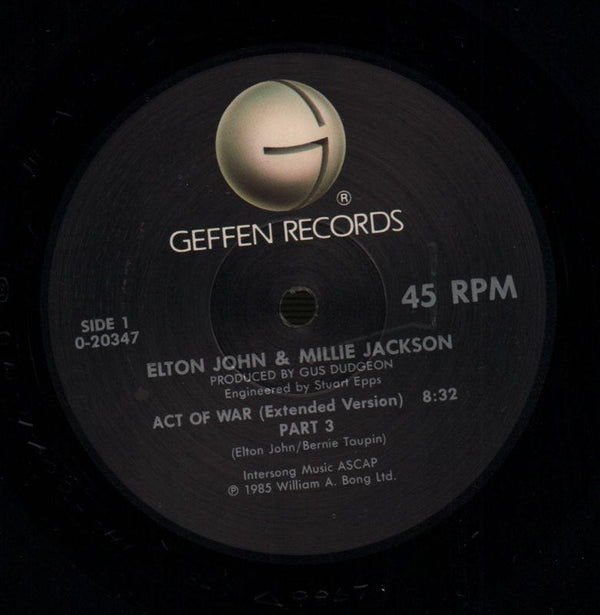 G
®
GEFFEN RECORDS
45 RPM
SIDE 1
0-20347
ELTON JOHN & MILLIE JACKSON
PRODUCED BY GUS DUDGEON
Engineered by Stuart Epps
ACT OF WAR (Extended Version) 8:32
PART 3
(Elton John/Bernie Taupin)
Intersong Music ASCAP
℗ 1985 William A. Bong Ltd.